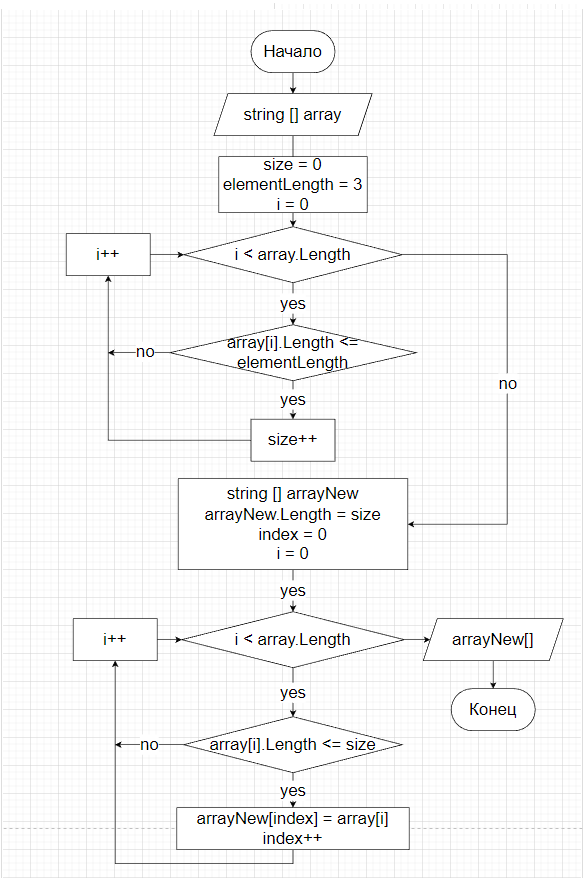 Начало
string [] array
size = 0
elementLength = 3
i = 0
i++
i < array.Length
yes
array[i].Length <=
elementLength
no
no
yes
size++
string [] arrayNew
arrayNew.Length = size
index = 0
i = 0
yes
i++
i < array.Length
arrayNew[]
yes
Конец
array[i].Length <= size
no
yes
arrayNew[index] = array[i]
index++